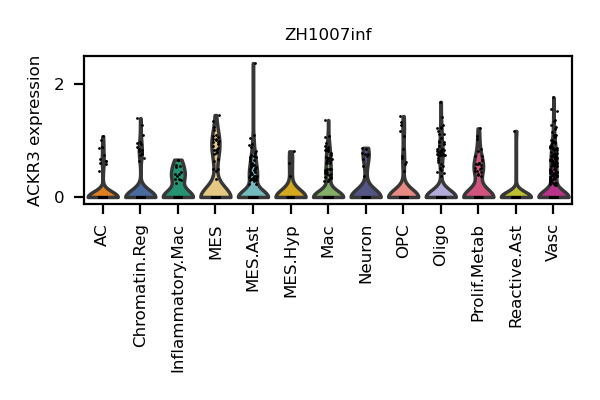 ZH1007inf
ACKR3 expression
2
0
AC
Chromatin.Reg
Inflammatory.Mac
MES
MES.Ast
MES.Hyp
Mac
Neuron
OPC
Oligo
Prolif.Metab
Reactive.Ast
Vasc